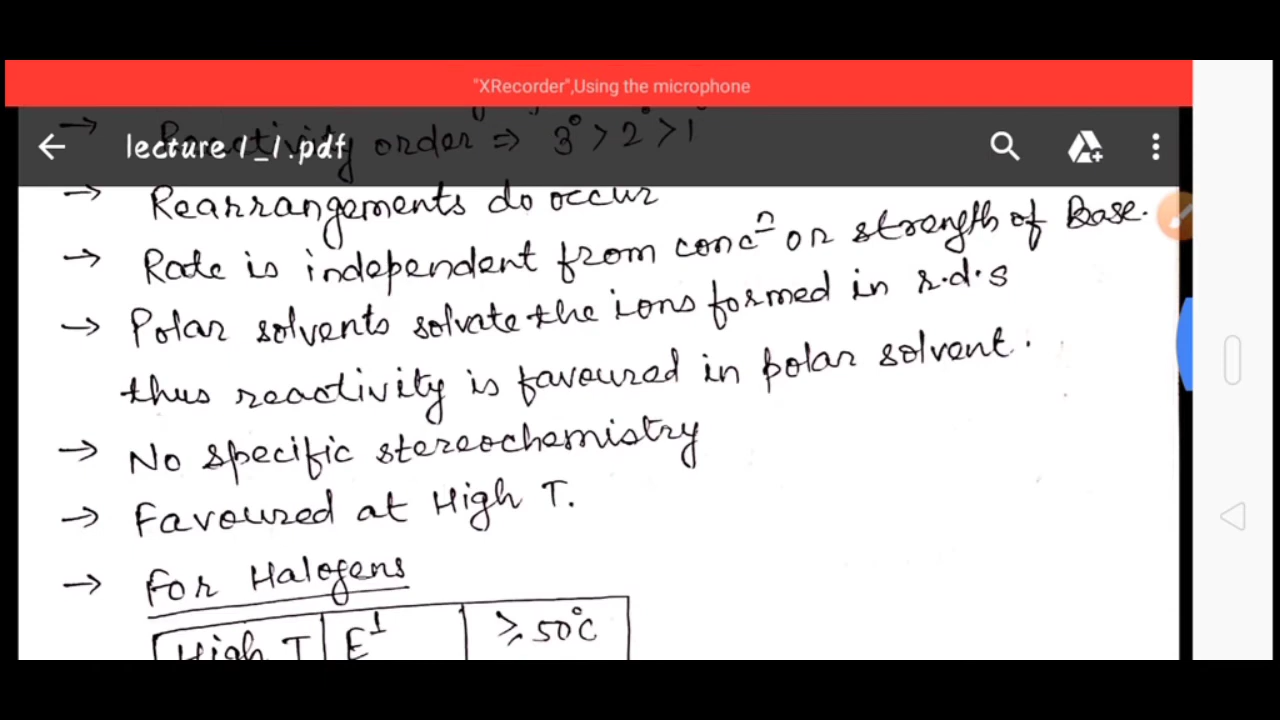 "XRecorder",Using the microphone
→ Reactivity order ⇒ 3° > 2° > 1°
lecture 1_1.pdf
→ Rearrangements do occur
→ Rate is independent from concⁿ or strength of Base.
→ Polar solvents solvate the ions formed in r.d.s
thus reactivity is favoured in polar solvent.
→ No specific stereochemistry
→ Favoured at High T.
→ For Halogens
High T E¹ ≥ 50°C